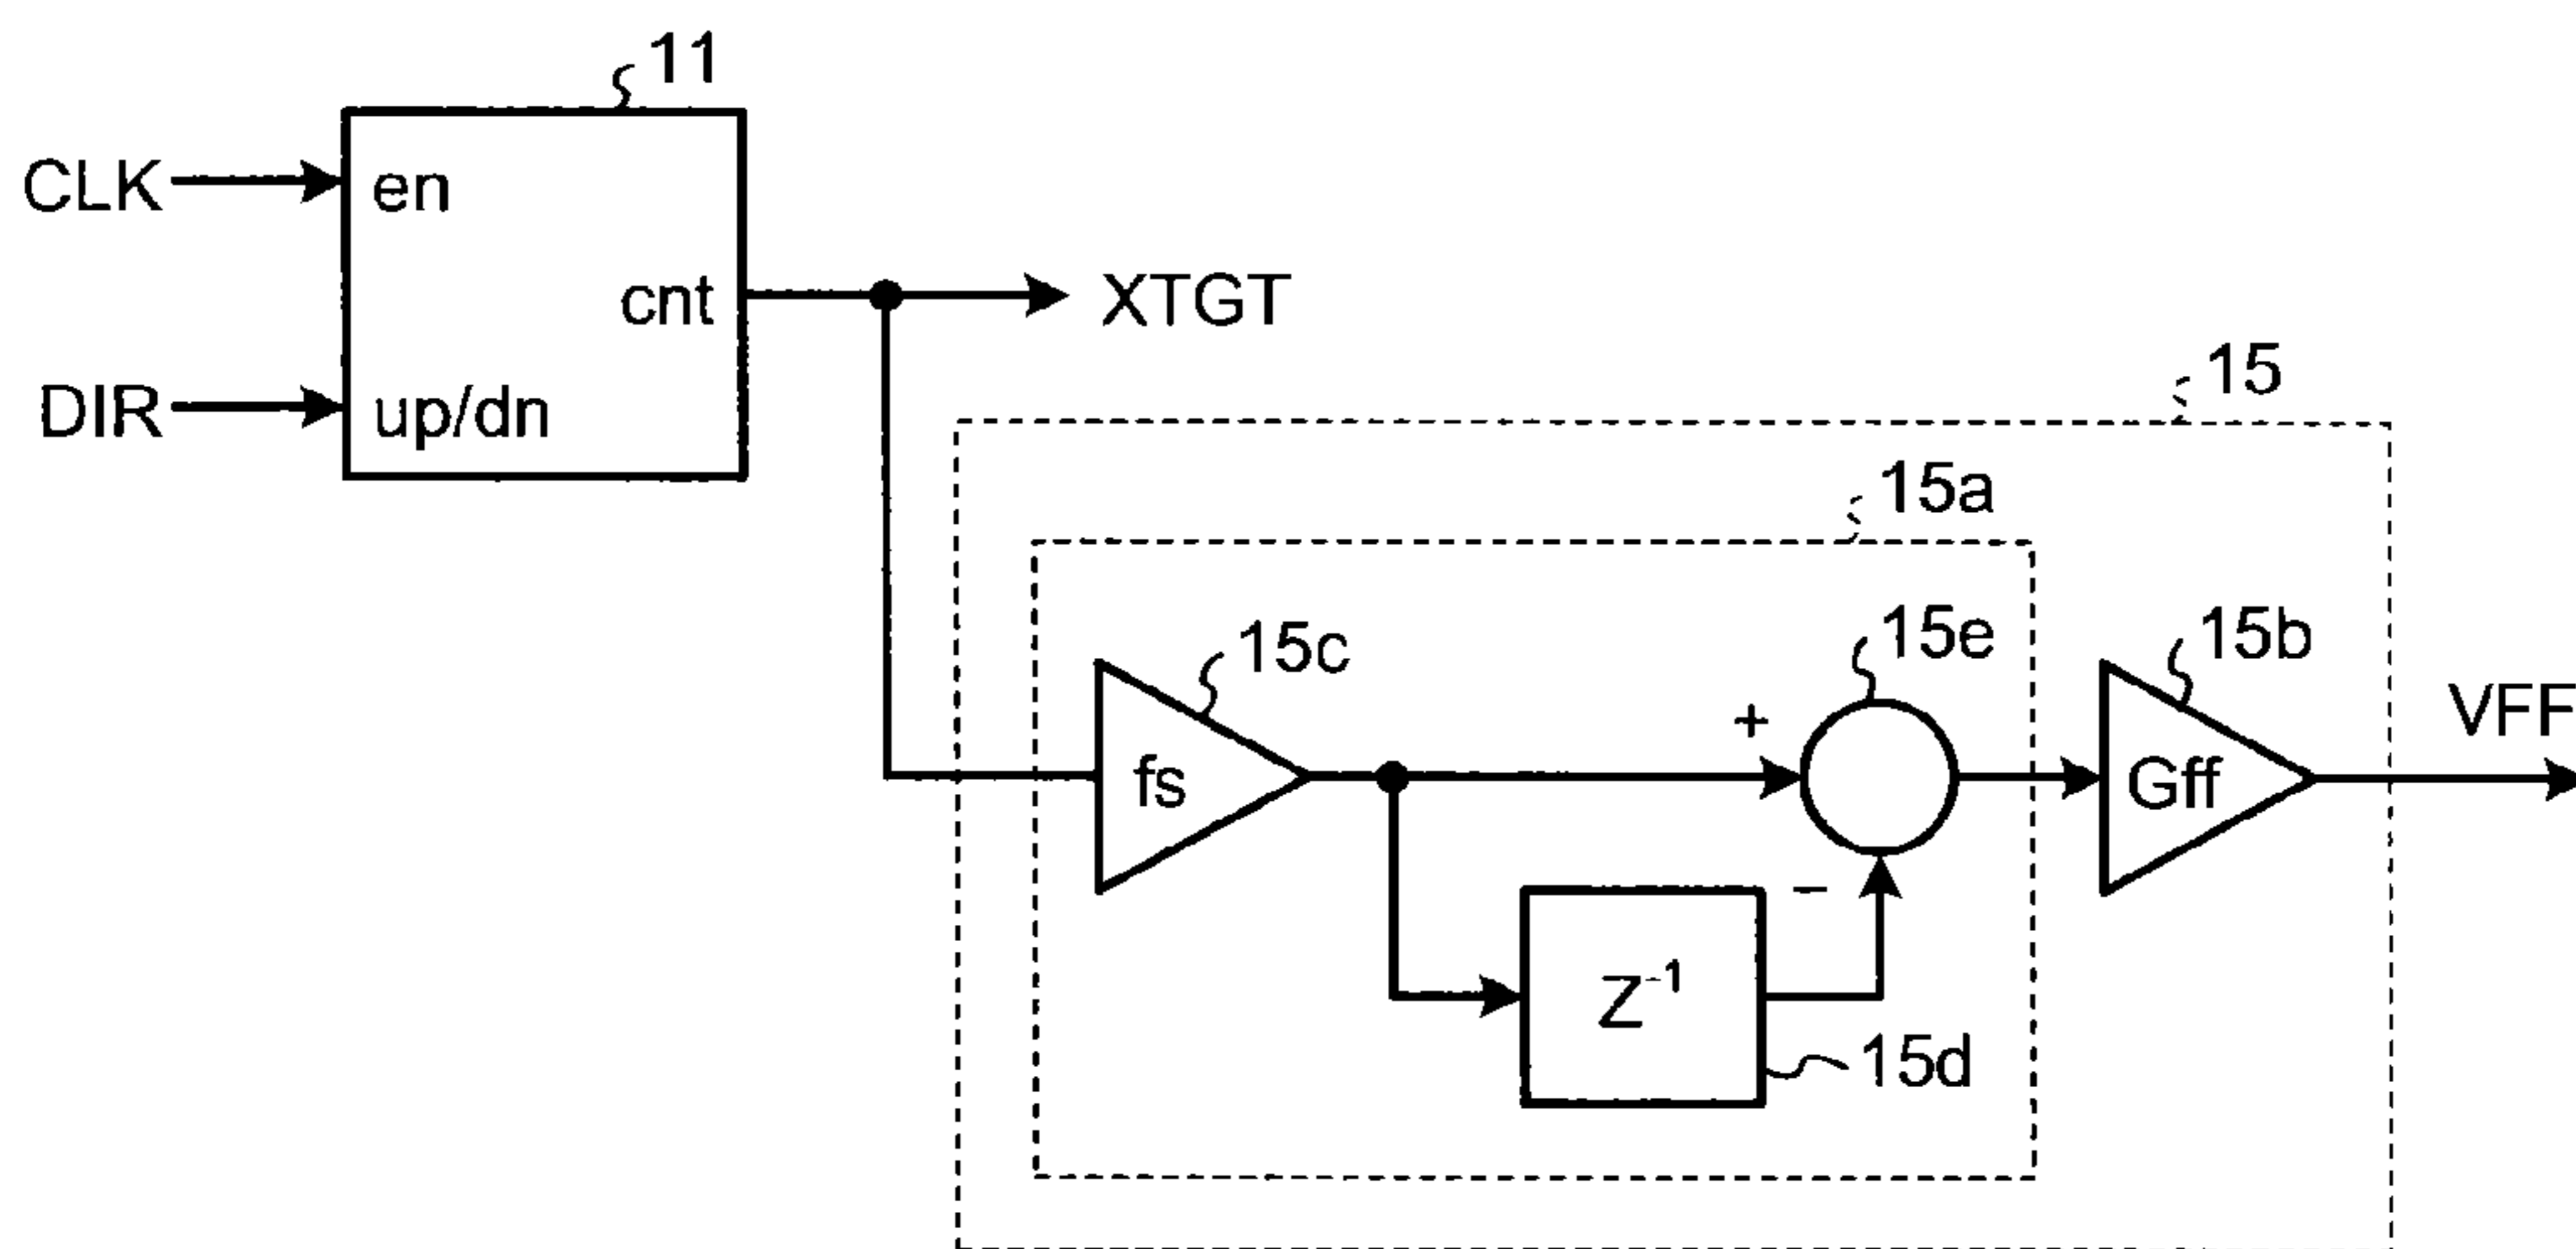 11
CLK
en
cnt
XTGT
DIR
up/dn
15
15a
15c
15e
15b
VFF
+
fs
Gff
−
Z⁻¹
15d